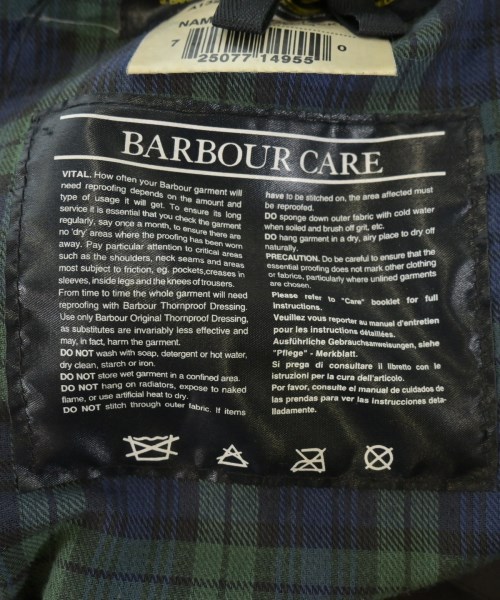 NAM
7 25077 14955 0
BARBOUR CARE
VITAL. How often your Barbour garment will
need reproofing depends on the amount and
type of usage it will get. To ensure its long
service it is essential that you check the garment
regularly, say once a month, to ensure there are
no 'dry' areas where the proofing has been worn
away. Pay particular attention to critical areas
such as the shoulders, neck seams and areas
most subject to friction, eg. pockets,creases in
sleeves, inside legs and the knees of trousers.
From time to time the whole garment will need
reproofing with Barbour Thornproof Dressing.
Use only Barbour Original Thornproof Dressing,
as substitutes are invariably less effective and
may, in fact, harm the garment.
DO NOT wash with soap, detergent or hot water,
dry clean, starch or iron.
DO NOT store wet garment in a confined area.
DO NOT hang on radiators, expose to naked
flame, or use artificial heat to dry.
DO NOT stitch through outer fabric. If items
have to be stitched on, the area affected must
be reproofed.
DO sponge down outer fabric with cold water
when soiled and brush off grit, etc.
DO hang garment in a dry, airy place to dry off
naturally.
PRECAUTION. Do be careful to ensure that the
essential proofing does not mark other clothing
or fabrics, particularly where unlined garments
are chosen.
Please refer to "Care" booklet for full
instructions.
Veuillez vous reporter au manuel d'entretien
pour les instructions détaillées.
Ausführliche Gebrauchsanweisungen, siehe
"Pflege" - Merkblatt.
Si prega di consultare il libretto con le
istruzioni per la cura dell'articolo.
Por favor, consulte el manual de cuidados de
las prendas para ver las instrucciones deta-
lladamente.